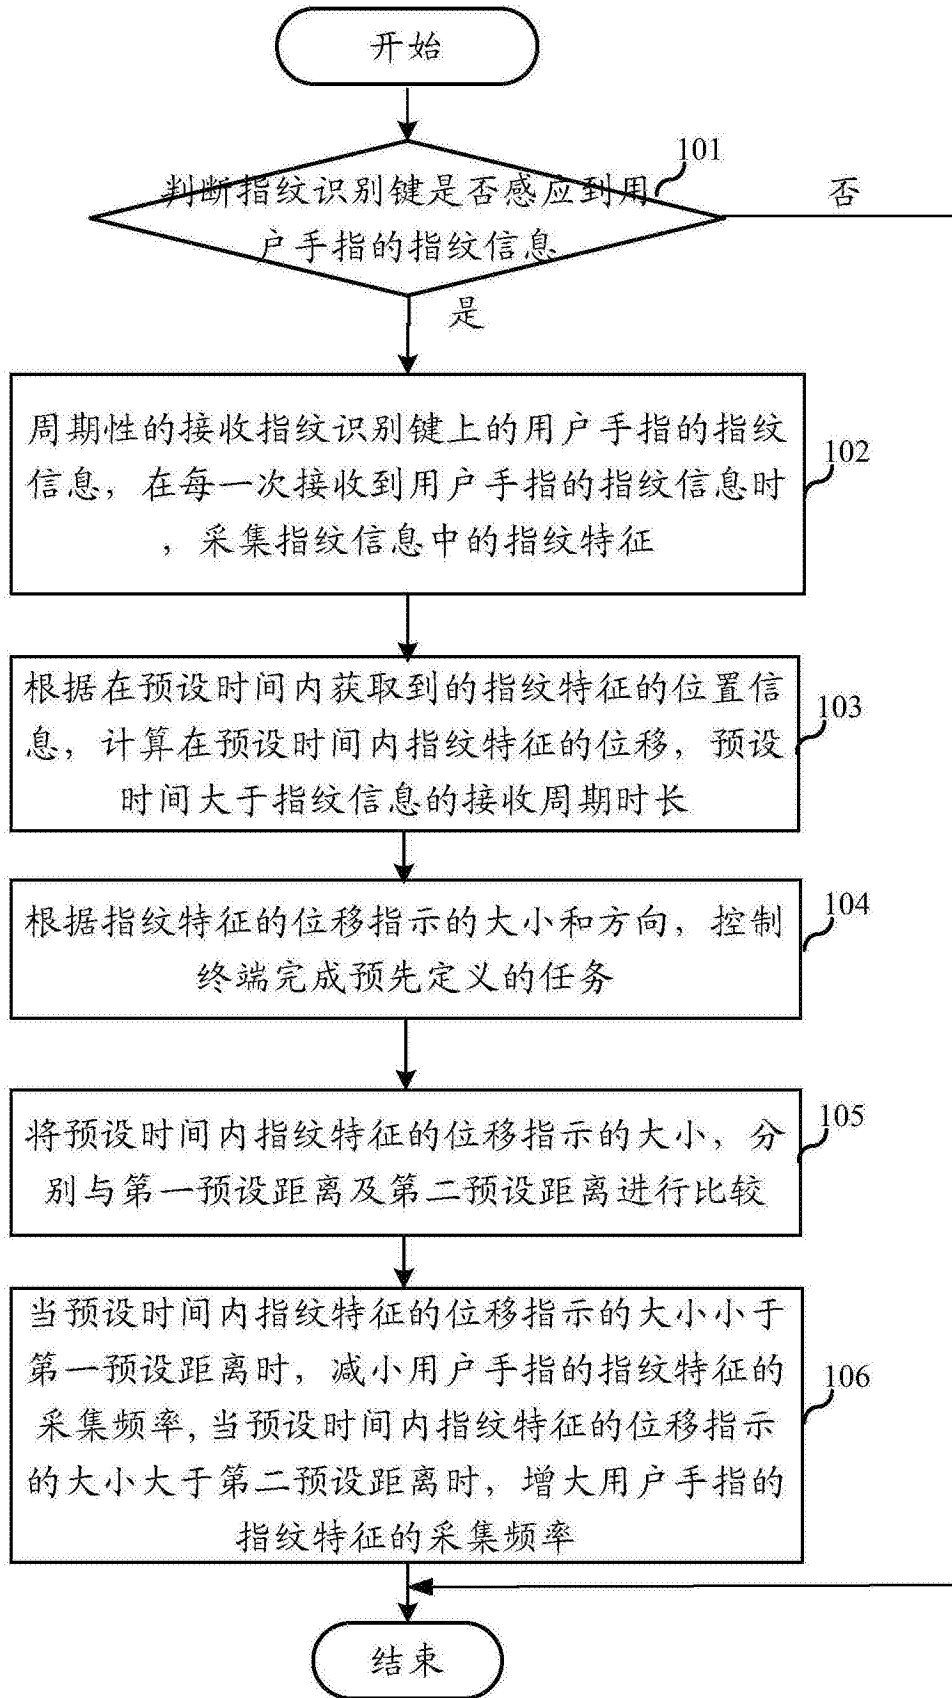 开始
101
判断指纹识别键是否感应到用
户手指的指纹信息
否
是
周期性的接收指纹识别键上的用户手指的指纹
信息，在每一次接收到用户手指的指纹信息时
，采集指纹信息中的指纹特征
102
根据在预设时间内获取到的指纹特征的位置信
息，计算在预设时间内指纹特征的位移，预设
时间大于指纹信息的接收周期时长
103
根据指纹特征的位移指示的大小和方向，控制
终端完成预先定义的任务
104
将预设时间内指纹特征的位移指示的大小，分
别与第一预设距离及第二预设距离进行比较
105
当预设时间内指纹特征的位移指示的大小小于
第一预设距离时，减小用户手指的指纹特征的
采集频率,当预设时间内指纹特征的位移指示
的大小大于第二预设距离时，增大用户手指的
指纹特征的采集频率
106
结束